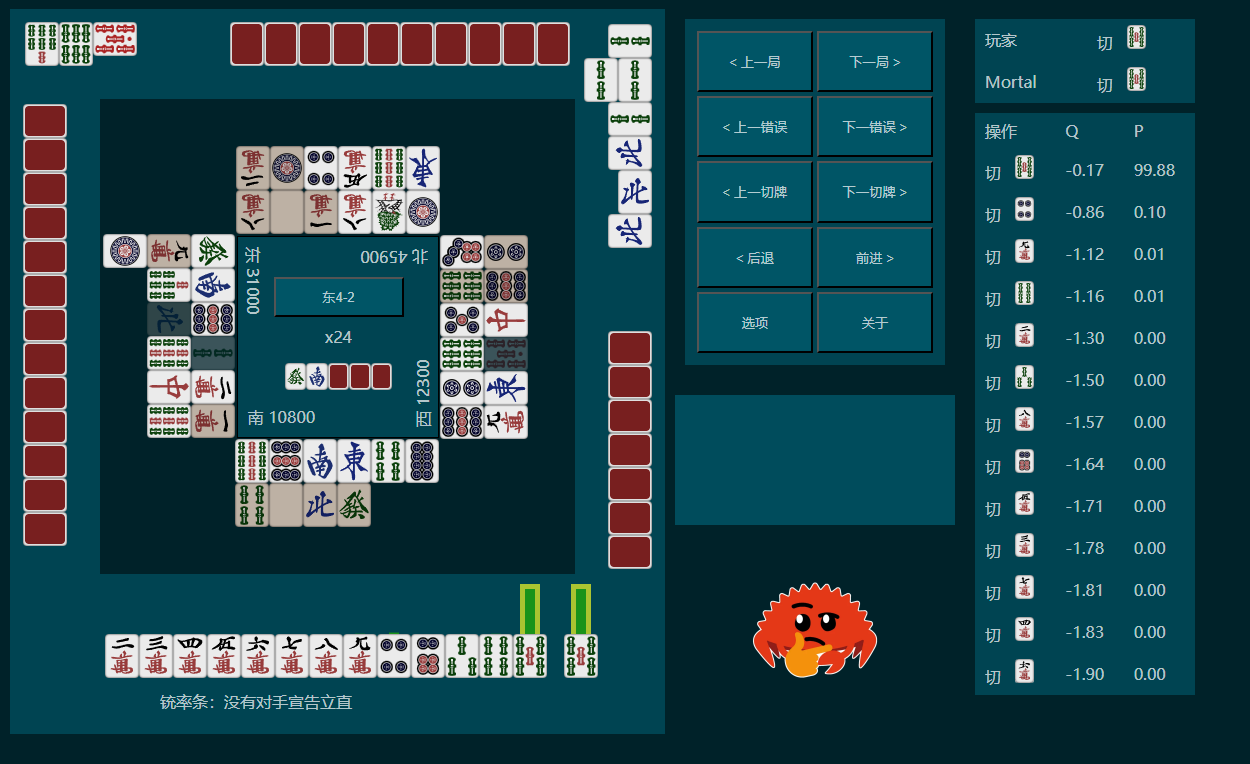 东 31000
北 45900
东4-2
x24
南 10800
西 12300
铳率条：没有对手宣告立直
< 上一局
下一局 >
< 上一错误
下一错误 >
< 上一切牌
下一切牌 >
< 后退
前进 >
选项
关于
玩家 切
Mortal 切
操作 Q P
切 -0.17 99.88
切 -0.86 0.10
切 -1.12 0.01
切 -1.16 0.01
切 -1.30 0.00
切 -1.50 0.00
切 -1.57 0.00
切 -1.64 0.00
切 -1.71 0.00
切 -1.78 0.00
切 -1.81 0.00
切 -1.83 0.00
切 -1.90 0.00